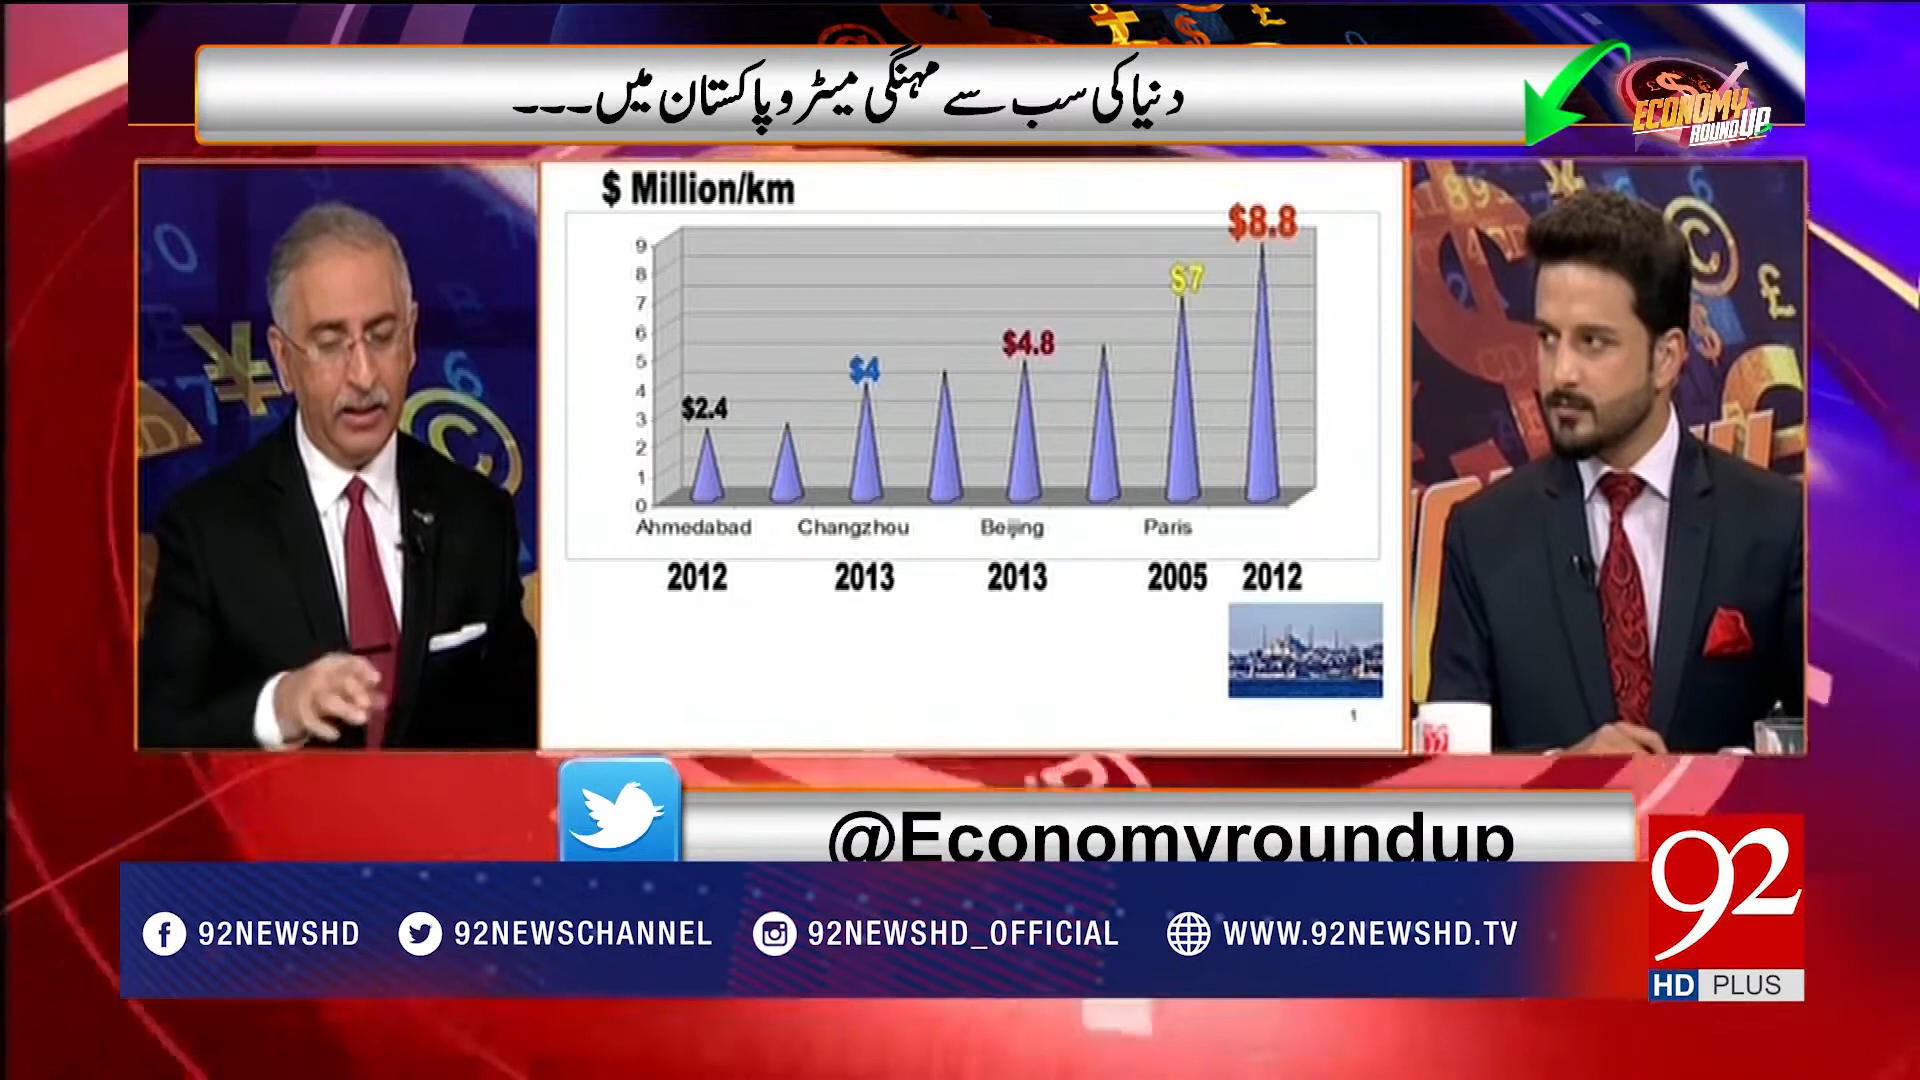 دنیا کی سب سے مہنگی میٹرو پاکستان میں۔۔۔
ECONOMY
ROUNDUP
$ Million/km
$8.8
$7
$4.8
$4
$2.4
9
8
7
6
5
4
3
2
1
0
Ahmedabad Changzhou Beijing Paris
2012 2013 2013 2005 2012
1
@Economyroundup
92NEWSHD 92NEWSCHANNEL 92NEWSHD_OFFICIAL WWW.92NEWSHD.TV
92
HD PLUS